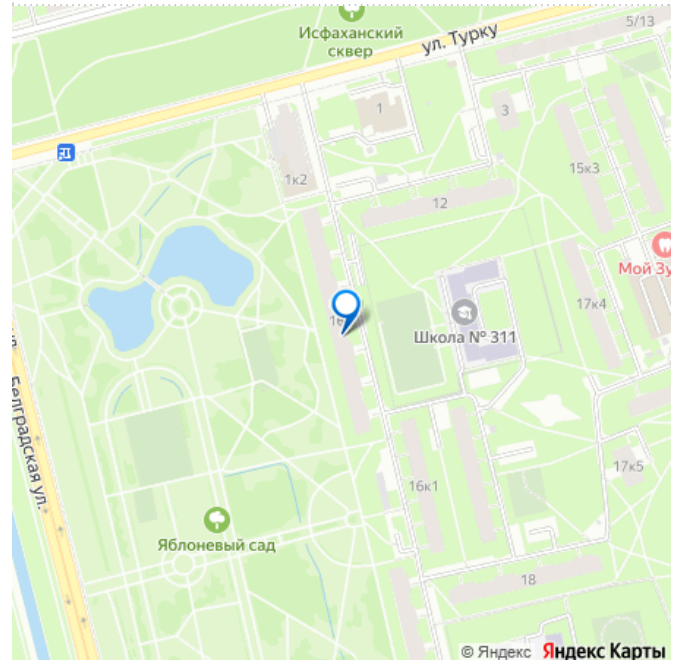 5/13
Исфаханский
сквер
ул. Турку
1
3
1к2
15к3
12
Мой Зу
17к4
Школа № 311
Белградская ул.
16к1
17к5
Яблоневый сад
18
© Яндекс Яндекс Карты